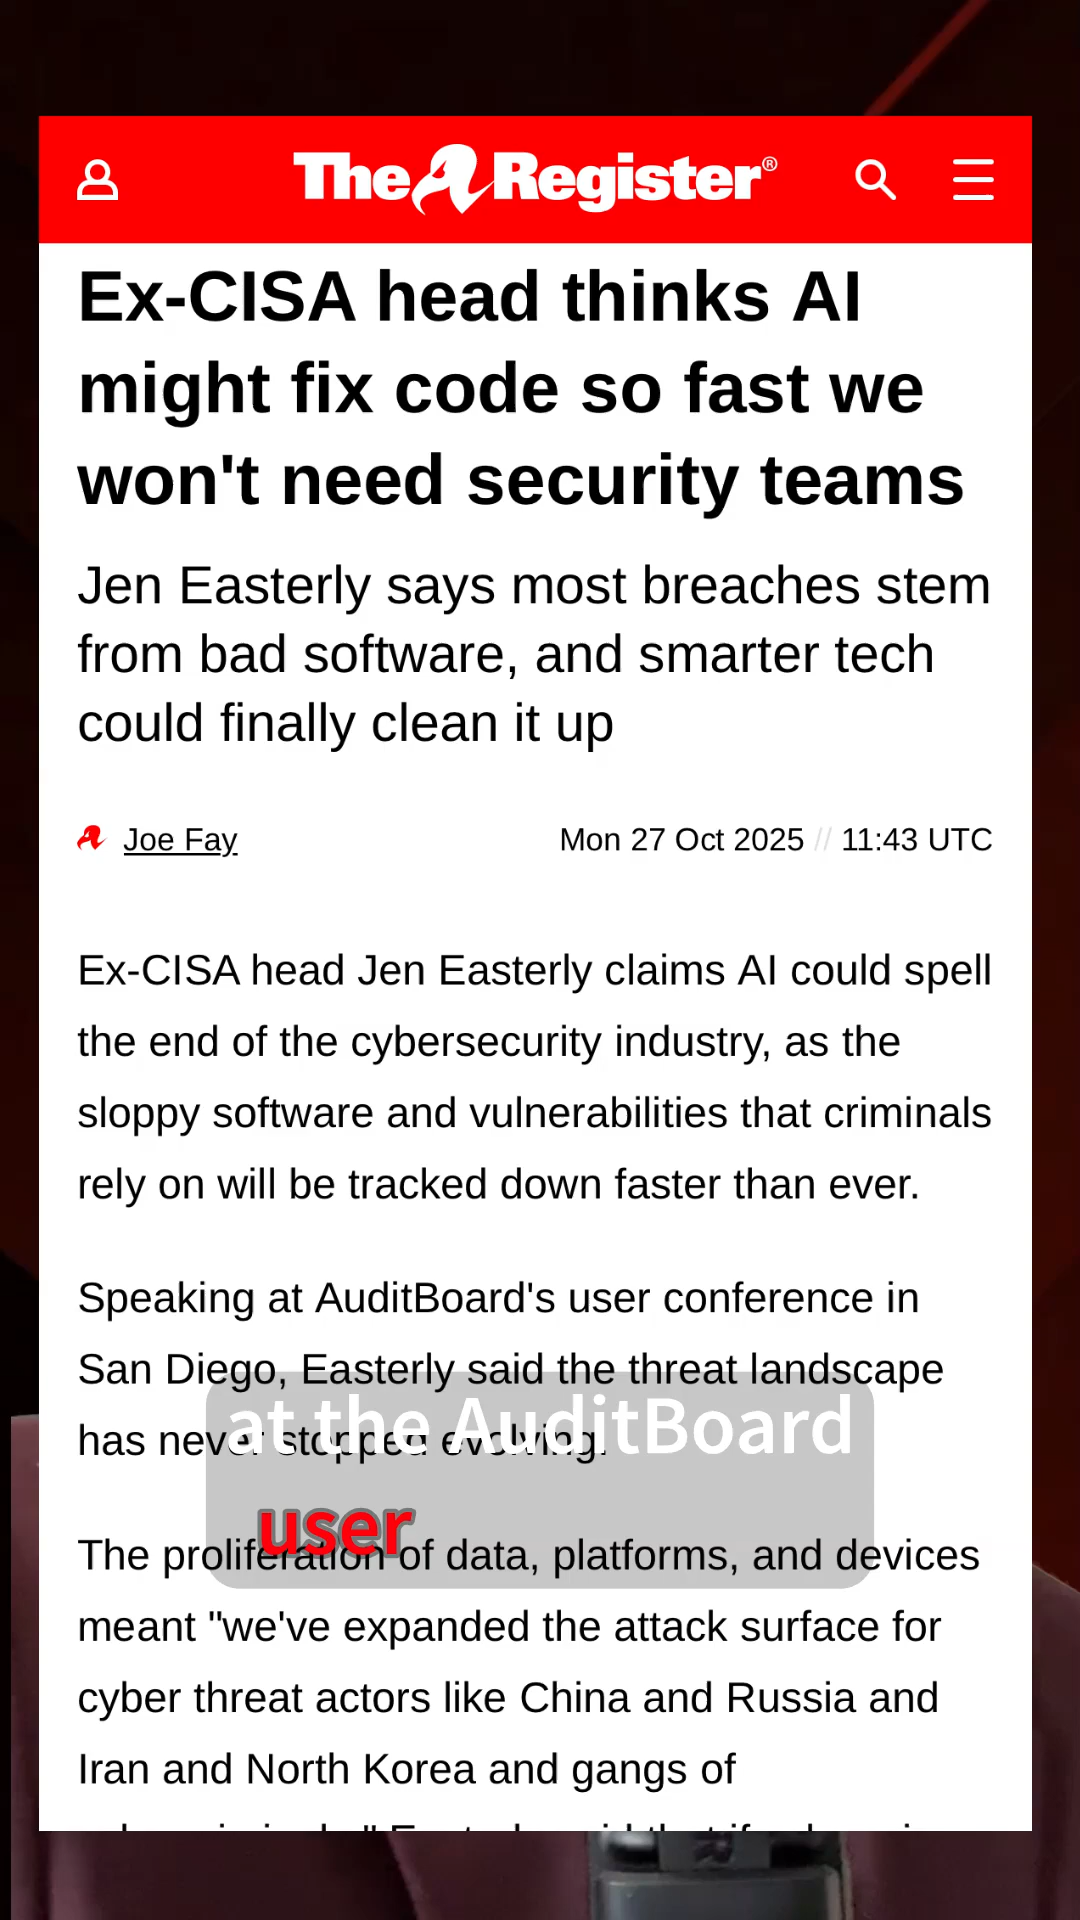 The Register®
Ex-CISA head thinks AI
might fix code so fast we
won't need security teams
Jen Easterly says most breaches stem
from bad software, and smarter tech
could finally clean it up
Joe Fay
Mon 27 Oct 2025 // 11:43 UTC
Ex-CISA head Jen Easterly claims AI could spell
the end of the cybersecurity industry, as the
sloppy software and vulnerabilities that criminals
rely on will be tracked down faster than ever.
Speaking at AuditBoard's user conference in
San Diego, Easterly said the threat landscape
has never stopped evolving.
at the AuditBoard
user
The proliferation of data, platforms, and devices
meant "we've expanded the attack surface for
cyber threat actors like China and Russia and
Iran and North Korea and gangs of